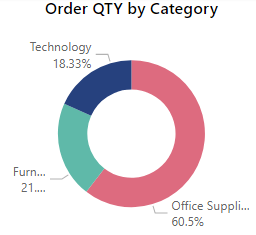 Order QTY by Category
Technology
18.33%
Furn...
21....
Office Suppli...
60.5%